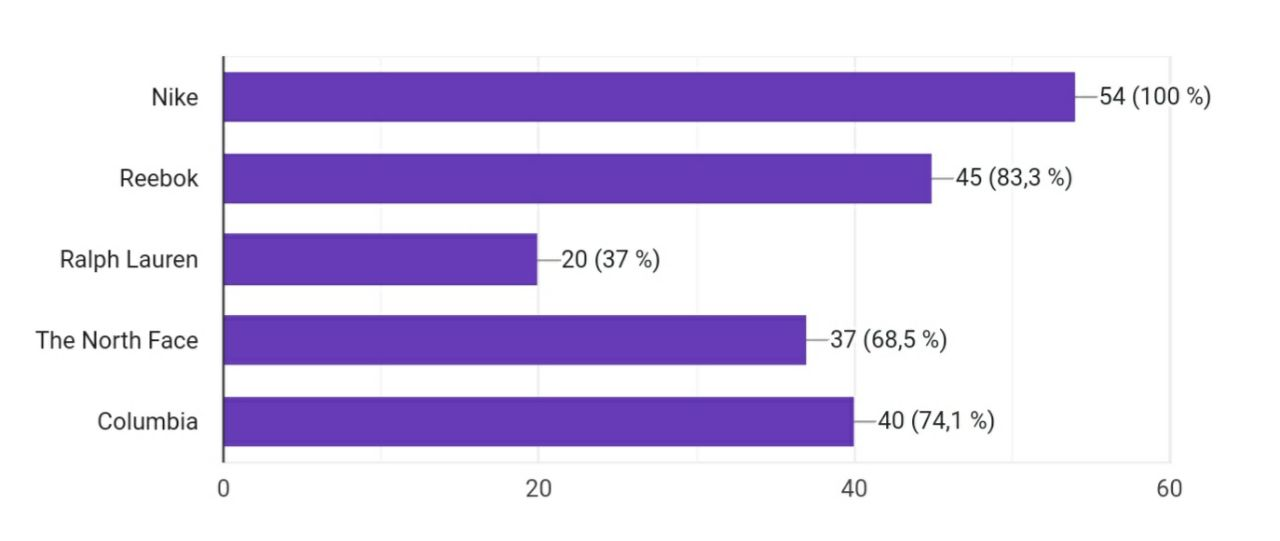 Nike
54 (100 %)
Reebok
45 (83,3 %)
Ralph Lauren
20 (37 %)
The North Face
37 (68,5 %)
Columbia
40 (74,1 %)
0
20
40
60